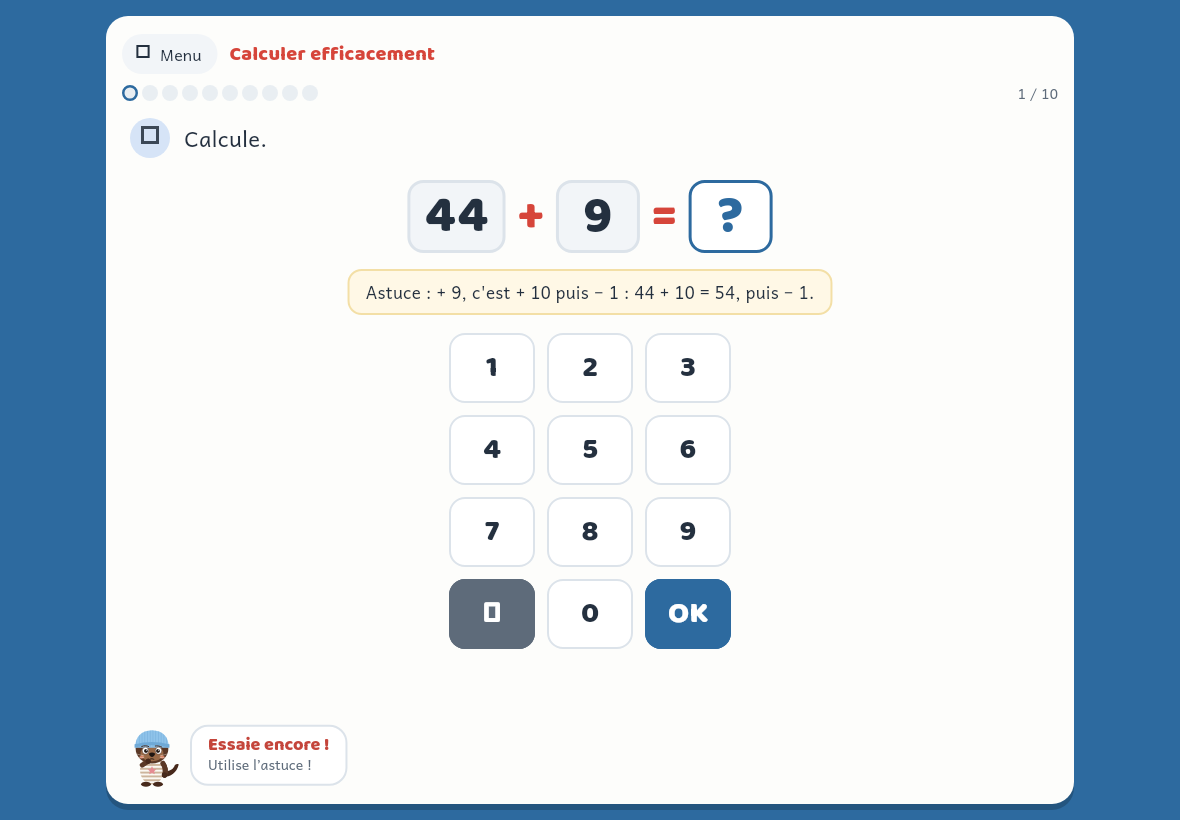 Menu
Calculer efficacement
1 / 10
Calcule.
44 + 9 = ?
Astuce : + 9, c'est + 10 puis − 1 : 44 + 10 = 54, puis − 1.
1 2 3
4 5 6
7 8 9
0 OK
Essaie encore !
Utilise l'astuce !